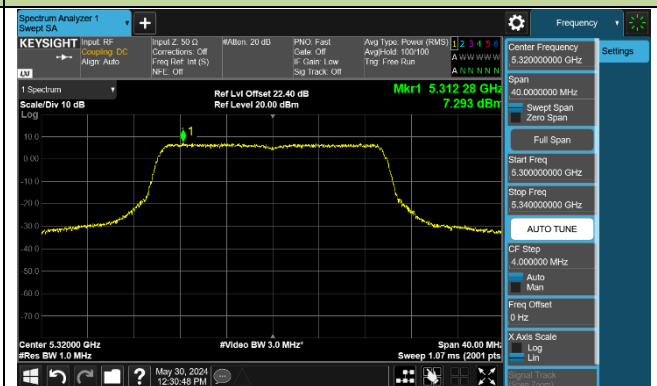 Spectrum Analyzer 1
Swept SA
+
Frequency
KEYSIGHT
Input: RF
Coupling: DC
Align: Auto
Input Z: 50 Ω
Corrections: Off
Freq Ref: Int (S)
NFE: Off
#Atten: 20 dB
PNO: Fast
Gate: Off
IF Gain: Low
Sig Track: Off
Avg Type: Power (RMS)
Avg|Hold: 100/100
Trig: Free Run
1 2 3 4 5 6
A W W W W W
A N N N N N
LXI
1 Spectrum
Scale/Div 10 dB
Log
Ref Lvl Offset 22.40 dB
Ref Level 20.00 dBm
Mkr1 5.312 28 GHz
7.293 dBm
1
10.0
0.00
-10.0
-20.0
-30.0
-40.0
-50.0
-60.0
-70.0
Center 5.32000 GHz
#Res BW 1.0 MHz
#Video BW 3.0 MHz*
Span 40.00 MHz
Sweep 1.07 ms (2001 pts)
May 30, 2024
12:30:48 PM
Center Frequency
5.320000000 GHz
Settings
Span
40.0000000 MHz
Swept Span
Zero Span
Full Span
Start Freq
5.300000000 GHz
Stop Freq
5.340000000 GHz
AUTO TUNE
CF Step
4.000000 MHz
Auto
Man
Freq Offset
0 Hz
X Axis Scale
Log
Lin
Signal Track
(Span Zoom)